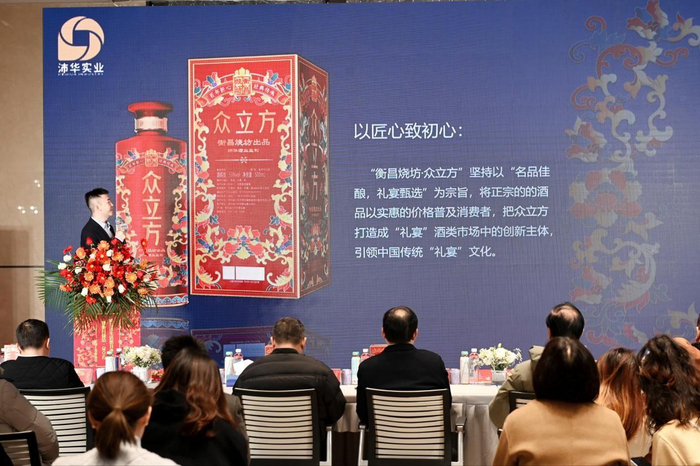 沛华实业
众立方
衡昌烧坊出品
众立方
以匠心致初心：
“衡昌烧坊·众立方”坚持以“名品佳
酿，礼宴甄选”为宗旨，将正宗的的酒
品以实惠的价格普及消费者，把众立方
打造成“礼宴”酒类市场中的创新主体，
引领中国传统“礼宴”文化。